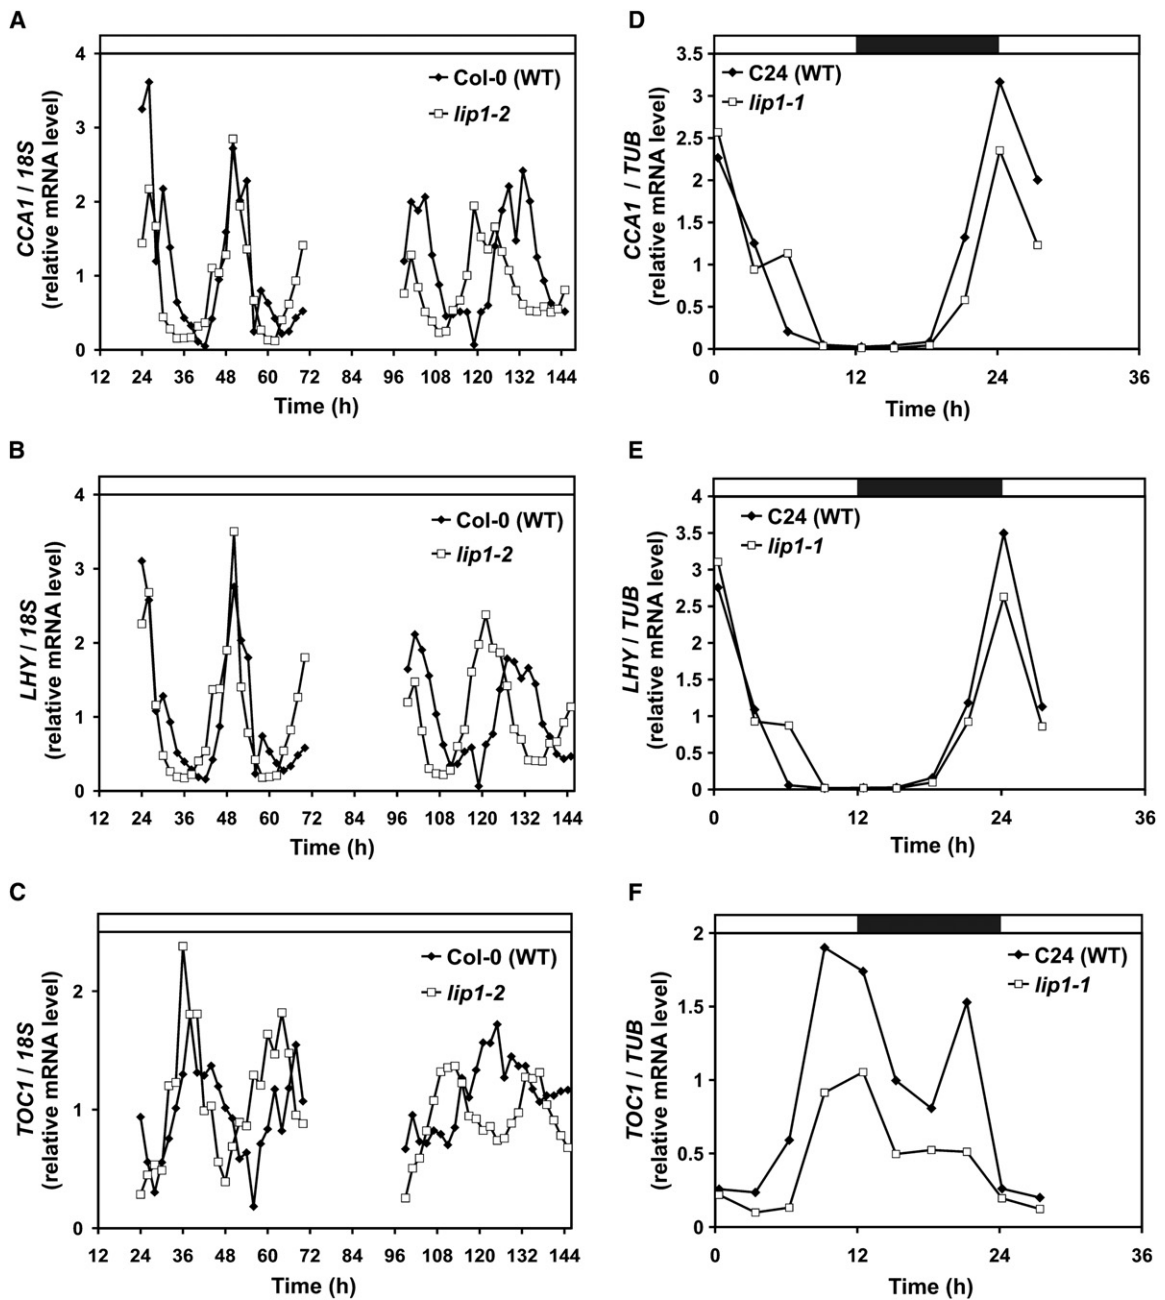 A
4
3
2
1
0
CCA1 / 18S
(relative mRNA level)
Col-0 (WT)
lip1-2
12 24 36 48 60 72 84 96 108 120 132 144
Time (h)
D
3.5
3
2.5
2
1.5
1
0.5
0
CCA1 / TUB
(relative mRNA level)
C24 (WT)
lip1-1
0 12 24 36
Time (h)
B
4
3
2
1
0
LHY / 18S
(relative mRNA level)
Col-0 (WT)
lip1-2
12 24 36 48 60 72 84 96 108 120 132 144
Time (h)
E
4
3.5
3
2.5
2
1.5
1
0.5
0
LHY / TUB
(relative mRNA level)
C24 (WT)
lip1-1
0 12 24 36
Time (h)
C
2
1
0
TOC1 / 18S
(relative mRNA level)
Col-0 (WT)
lip1-2
12 24 36 48 60 72 84 96 108 120 132 144
Time (h)
F
2
1.5
1
0.5
0
TOC1 / TUB
(relative mRNA level)
C24 (WT)
lip1-1
0 12 24 36
Time (h)